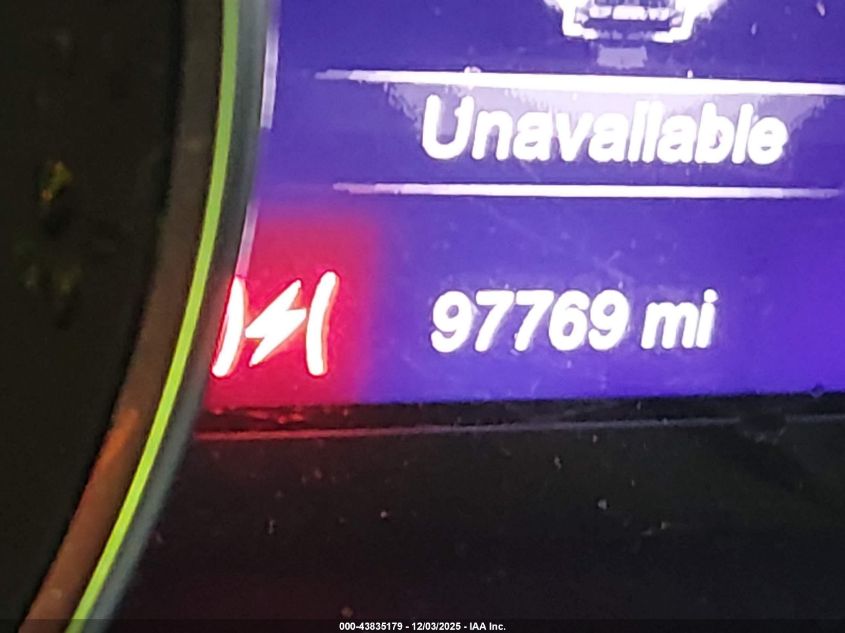 Unavailable
97769 mi
000-43835179 - 12/03/2025 - IAA Inc.